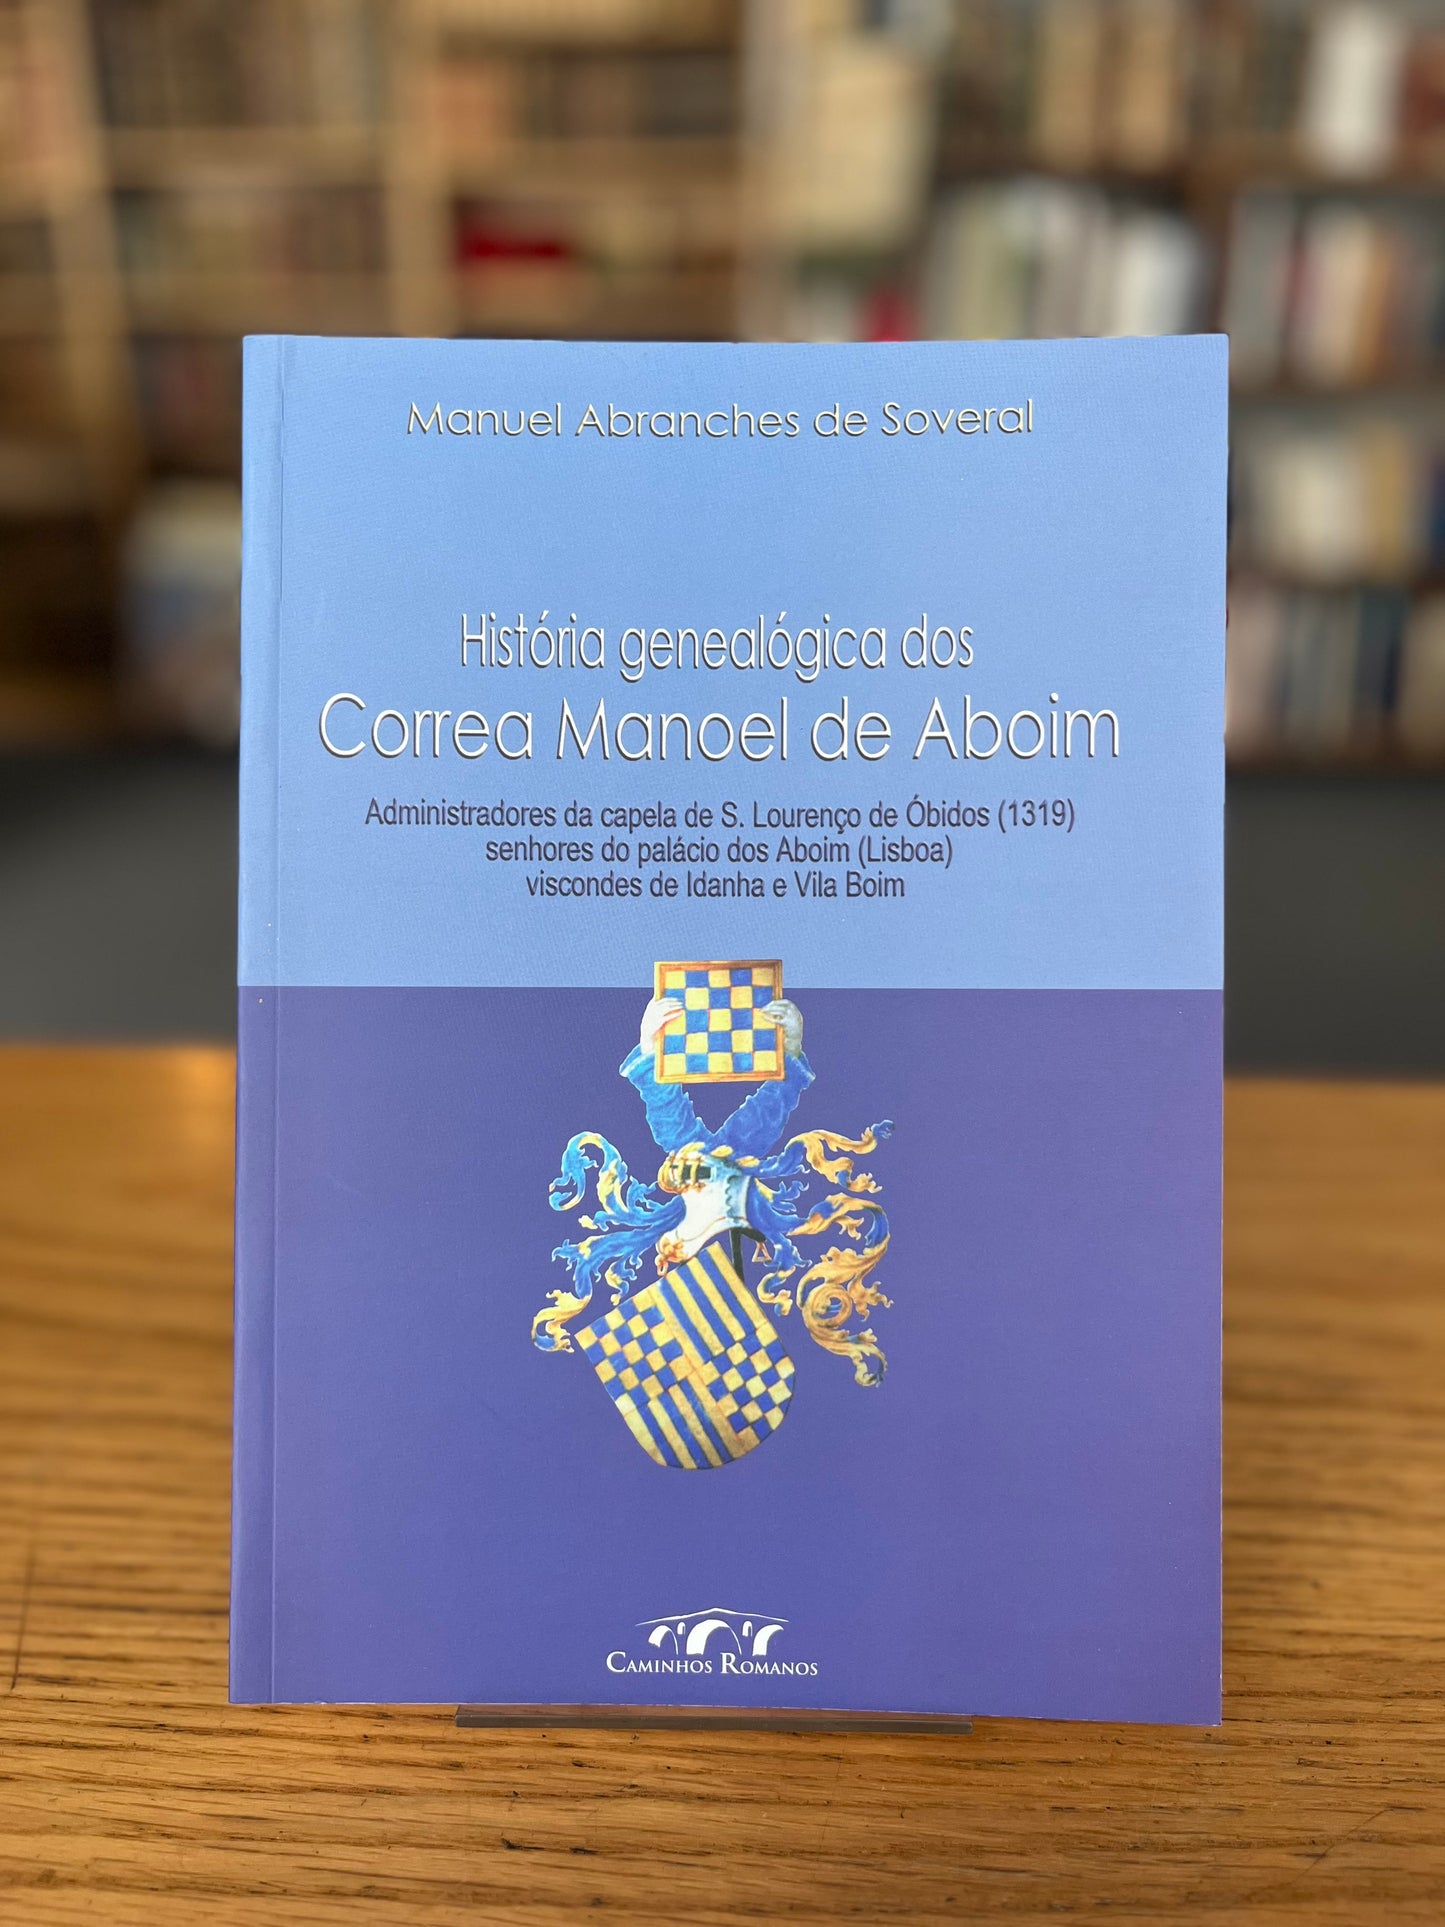 Manuel Abranches de Soveral
História genealógica dos
Correa Manoel de Aboim
Administradores da capela de S. Lourenço de Óbidos (1319)
senhores do palácio dos Aboim (Lisboa)
viscondes de Idanha e Vila Boim
CAMINHOS ROMANOS